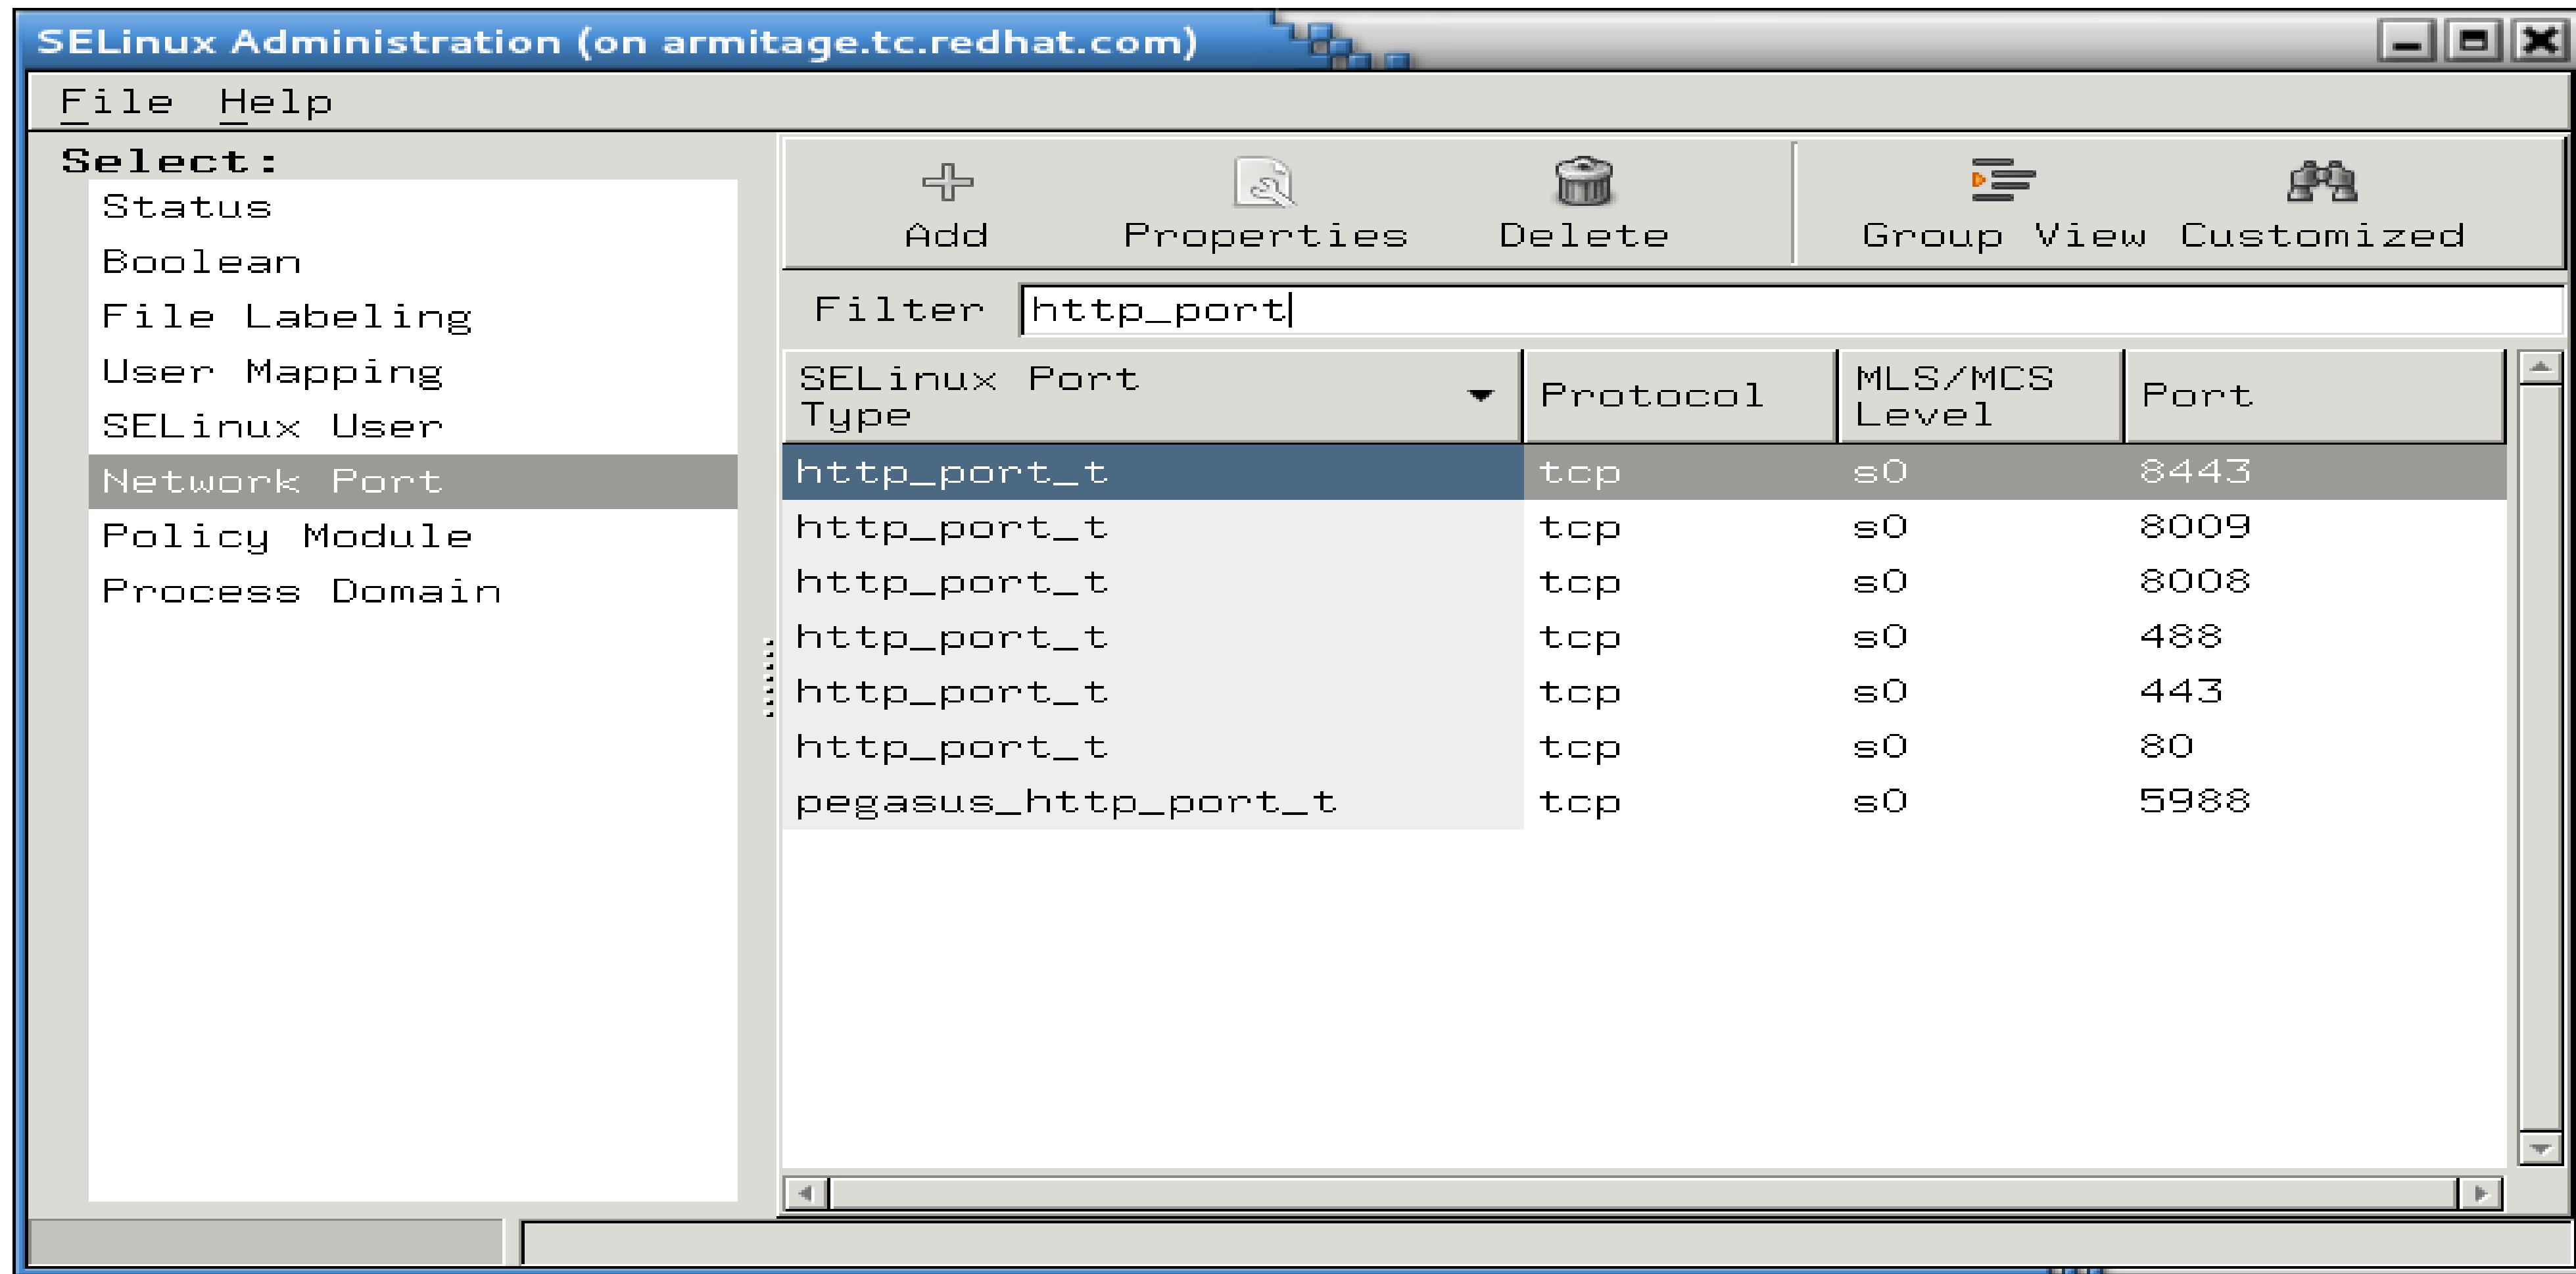 SELinux Administration (on armitage.tc.redhat.com)
File Help
Select:
Status
Boolean
File Labeling
User Mapping
SELinux User
Network Port
Policy Module
Process Domain
Add Properties Delete Group View Customized
Filter http_port
SELinux Port Type Protocol MLS/MCS Level Port
http_port_t tcp s0 8443
http_port_t tcp s0 8009
http_port_t tcp s0 8008
http_port_t tcp s0 488
http_port_t tcp s0 443
http_port_t tcp s0 80
pegasus_http_port_t tcp s0 5988